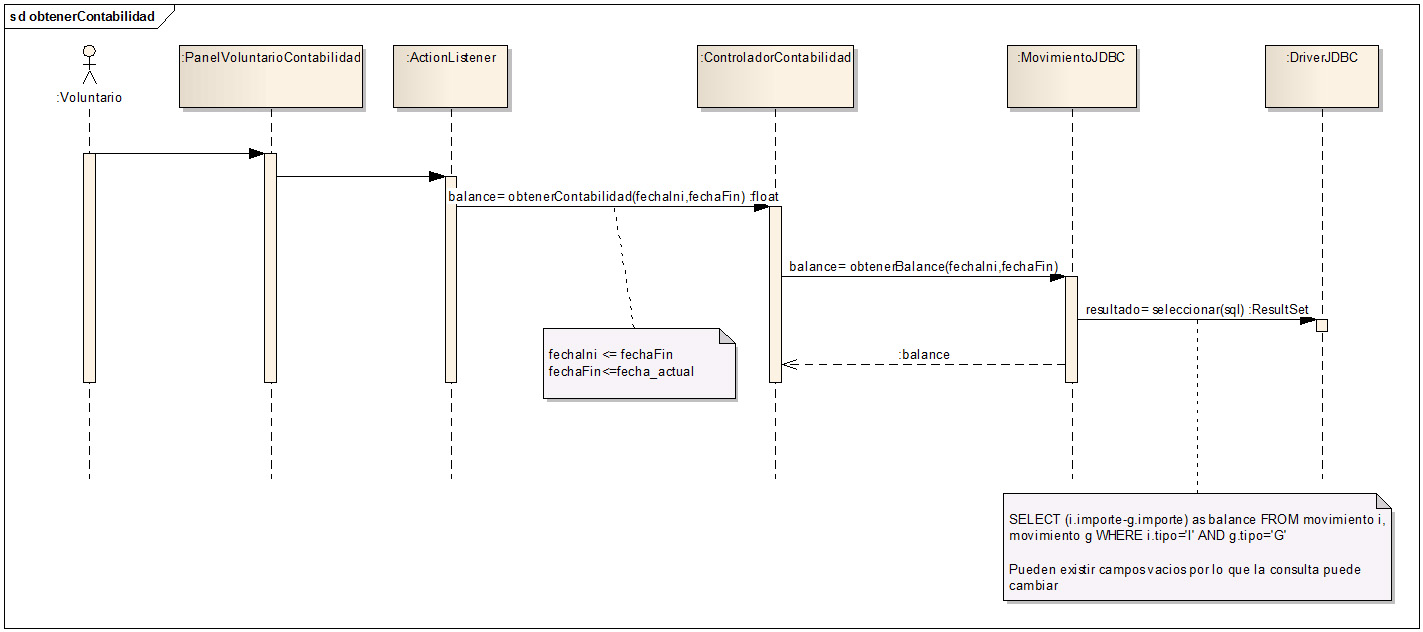 sd obtenerContabilidad
:Voluntario
:PanelVoluntarioContabilidad
:ActionListener
:ControladorContabilidad
:MovimientoJDBC
:DriverJDBC
balance= obtenerContabilidad(fechaIni,fechaFin) :float
balance= obtenerBalance(fechaIni,fechaFin)
resultado= seleccionar(sql) :ResultSet
fechaIni <= fechaFin
fechaFin<=fecha_actual
:balance
SELECT (i.importe-g.importe) as balance FROM movimiento i,
movimiento g WHERE i.tipo='I' AND g.tipo='G'
Pueden existir campos vacios por lo que la consulta puede
cambiar